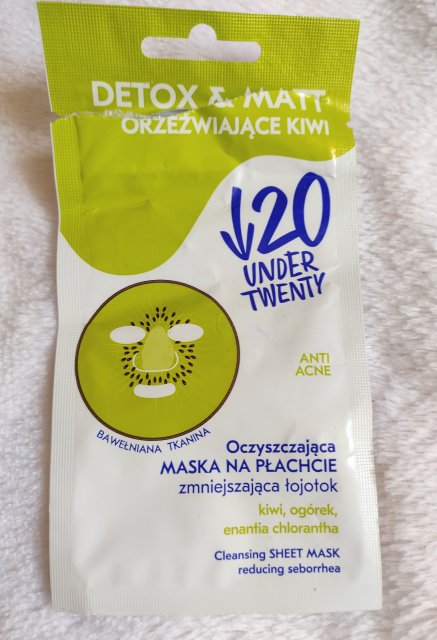 DETOX & MATT
ORZEŹWIAJĄCE KIWI
↓20
UNDER
TWENTY
ANTI
ACNE
BAWEŁNIANA TKANINA
Oczyszczająca
MASKA NA PŁACHCIE
zmniejszająca łojotok
kiwi, ogórek,
enantia chlorantha
Cleansing SHEET MASK
reducing seborrhea